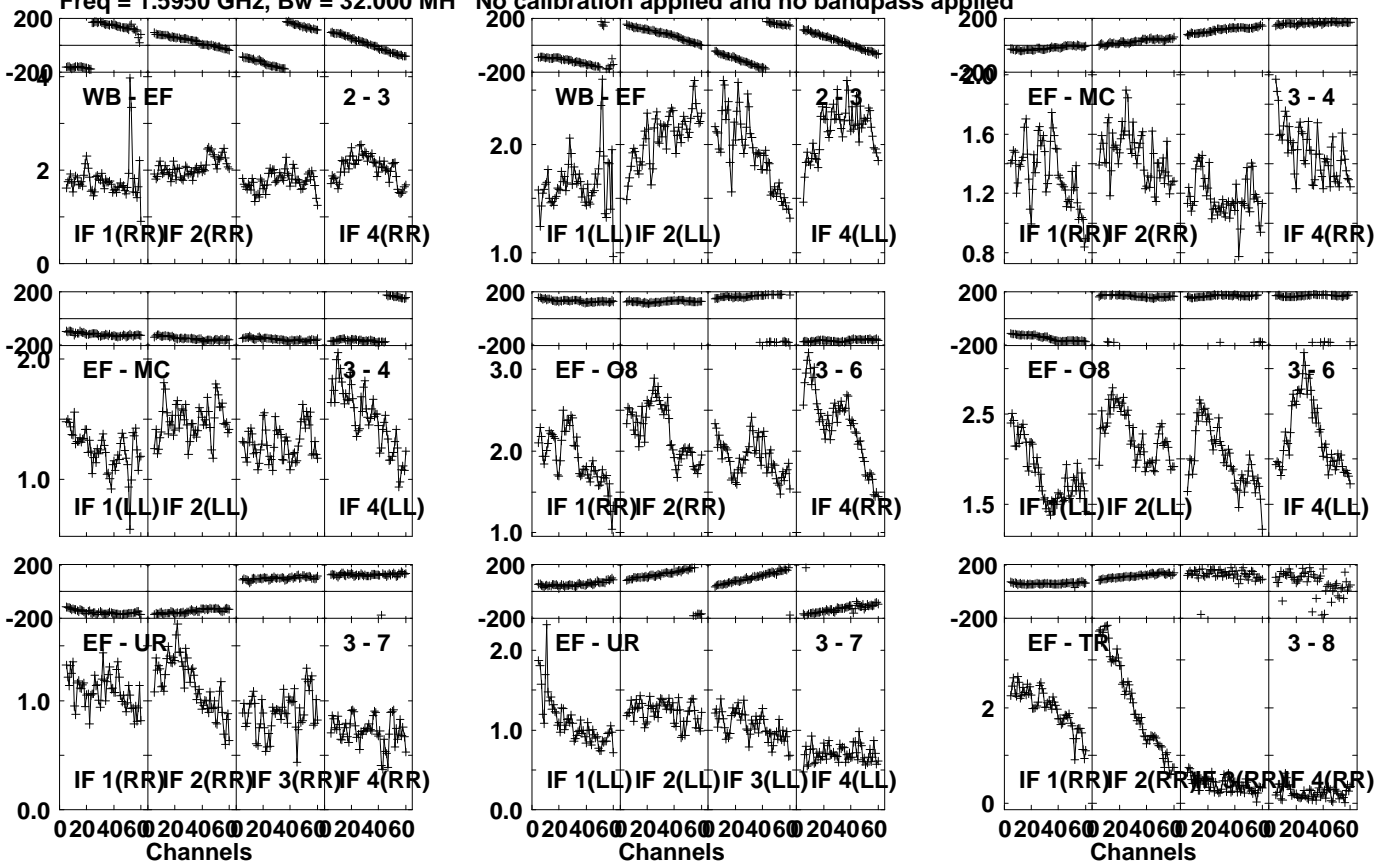 Freq = 1.5950 GHz, Bw = 32.000 MH No calibration applied and no bandpass applied
200
-200
4
2
0
WB - EF
2 - 3
IF 1(RR)
IF 2(RR)
IF 4(RR)
200
-200
2.0
1.0
WB - EF
2 - 3
IF 1(LL)
IF 2(LL)
IF 4(LL)
200
-200
2.0
1.6
1.2
0.8
EF - MC
3 - 4
IF 1(RR)
IF 2(RR)
IF 4(RR)
200
-200
2.0
1.0
EF - MC
3 - 4
IF 1(LL)
IF 2(LL)
IF 4(LL)
200
-200
3.0
2.0
1.0
EF - O8
3 - 6
IF 1(RR)
IF 2(RR)
IF 4(RR)
200
-200
2.5
1.5
EF - O8
3 - 6
IF 1(LL)
IF 2(LL)
IF 4(LL)
200
-200
1.0
0.0
EF - UR
3 - 7
IF 1(RR)
IF 2(RR)
IF 3(RR)
IF 4(RR)
0 20 40 60 0 20 40 60 0 20 40 60 0 20 40 60
Channels
200
-200
2.0
1.0
0.0
EF - UR
3 - 7
IF 1(LL)
IF 2(LL)
IF 3(LL)
IF 4(LL)
0 20 40 60 0 20 40 60 0 20 40 60 0 20 40 60
Channels
200
-200
2
0
EF - TR
3 - 8
IF 1(RR)
IF 2(RR)
IF 3(RR)
IF 4(RR)
0 20 40 60 0 20 40 60 0 20 40 60 0 20 40 60
Channels